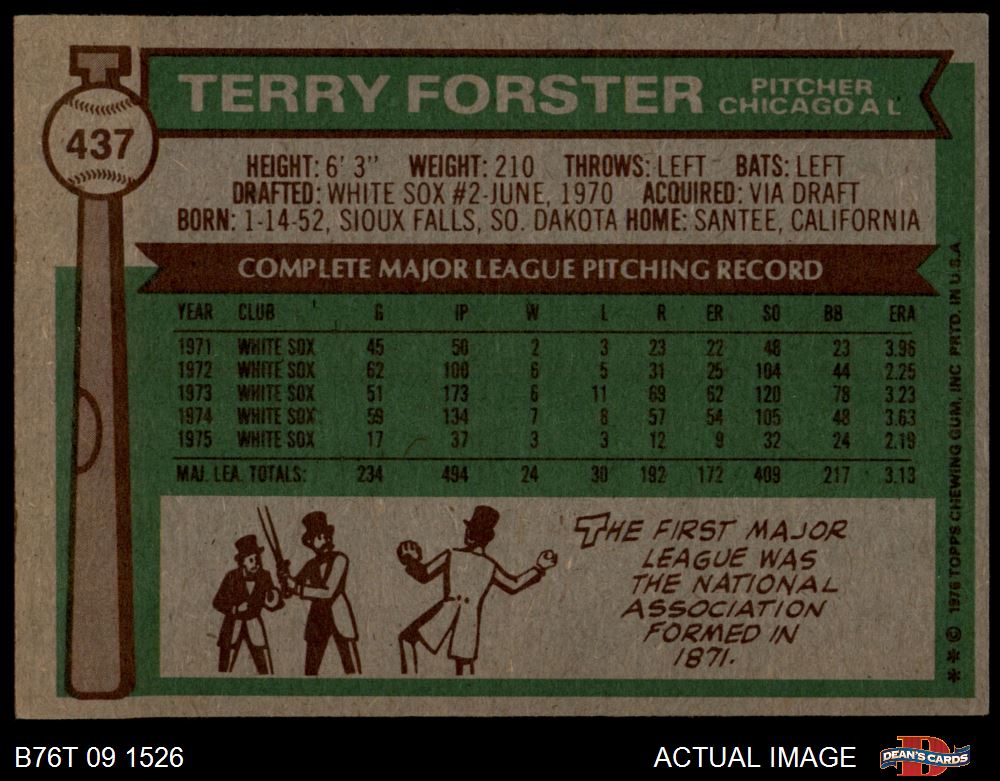 437
TERRY FORSTER
PITCHER
CHICAGO A L
HEIGHT: 6' 3" WEIGHT: 210 THROWS: LEFT BATS: LEFT
DRAFTED: WHITE SOX #2-JUNE, 1970 ACQUIRED: VIA DRAFT
BORN: 1-14-52, SIOUX FALLS, SO. DAKOTA HOME: SANTEE, CALIFORNIA
COMPLETE MAJOR LEAGUE PITCHING RECORD
YEAR CLUB G IP W L R ER SO BB ERA
1971 WHITE SOX 45 50 2 3 23 22 48 23 3.96
1972 WHITE SOX 62 100 6 5 31 25 104 44 2.25
1973 WHITE SOX 51 173 6 11 69 62 120 78 3.23
1974 WHITE SOX 59 134 7 8 57 54 105 48 3.63
1975 WHITE SOX 17 37 3 3 12 9 32 24 2.19
MAJ. LEA. TOTALS: 234 494 24 30 192 172 409 217 3.13
THE FIRST MAJOR
LEAGUE WAS
THE NATIONAL
ASSOCIATION
FORMED IN
1871.
** © 1976 TOPPS CHEWING GUM, INC PRTD. IN U.S.A.
B76T 09 1526
ACTUAL IMAGE
DEAN'S CARDS